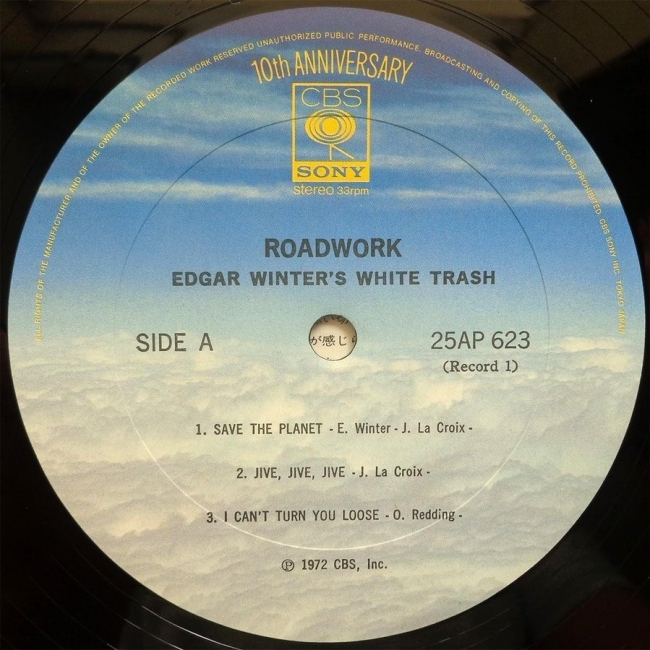 ALL RIGHTS OF THE MANUFACTURER AND OF THE OWNER OF THE RECORDED WORK RESERVED UNAUTHORIZED PUBLIC PERFORMANCE, BROADCASTING AND COPYING OF THIS RECORD PROHIBITED. CBS SONY INC. TOKYO JAPAN
10th ANNIVERSARY
CBS
SONY
stereo 33rpm
ROADWORK
EDGAR WINTER'S WHITE TRASH
SIDE A
が感じ
25AP 623
(Record 1)
1. SAVE THE PLANET - E. Winter - J. La Croix -
2. JIVE, JIVE, JIVE - J. La Croix -
3. I CAN'T TURN YOU LOOSE - O. Redding -
Ⓟ 1972 CBS, Inc.